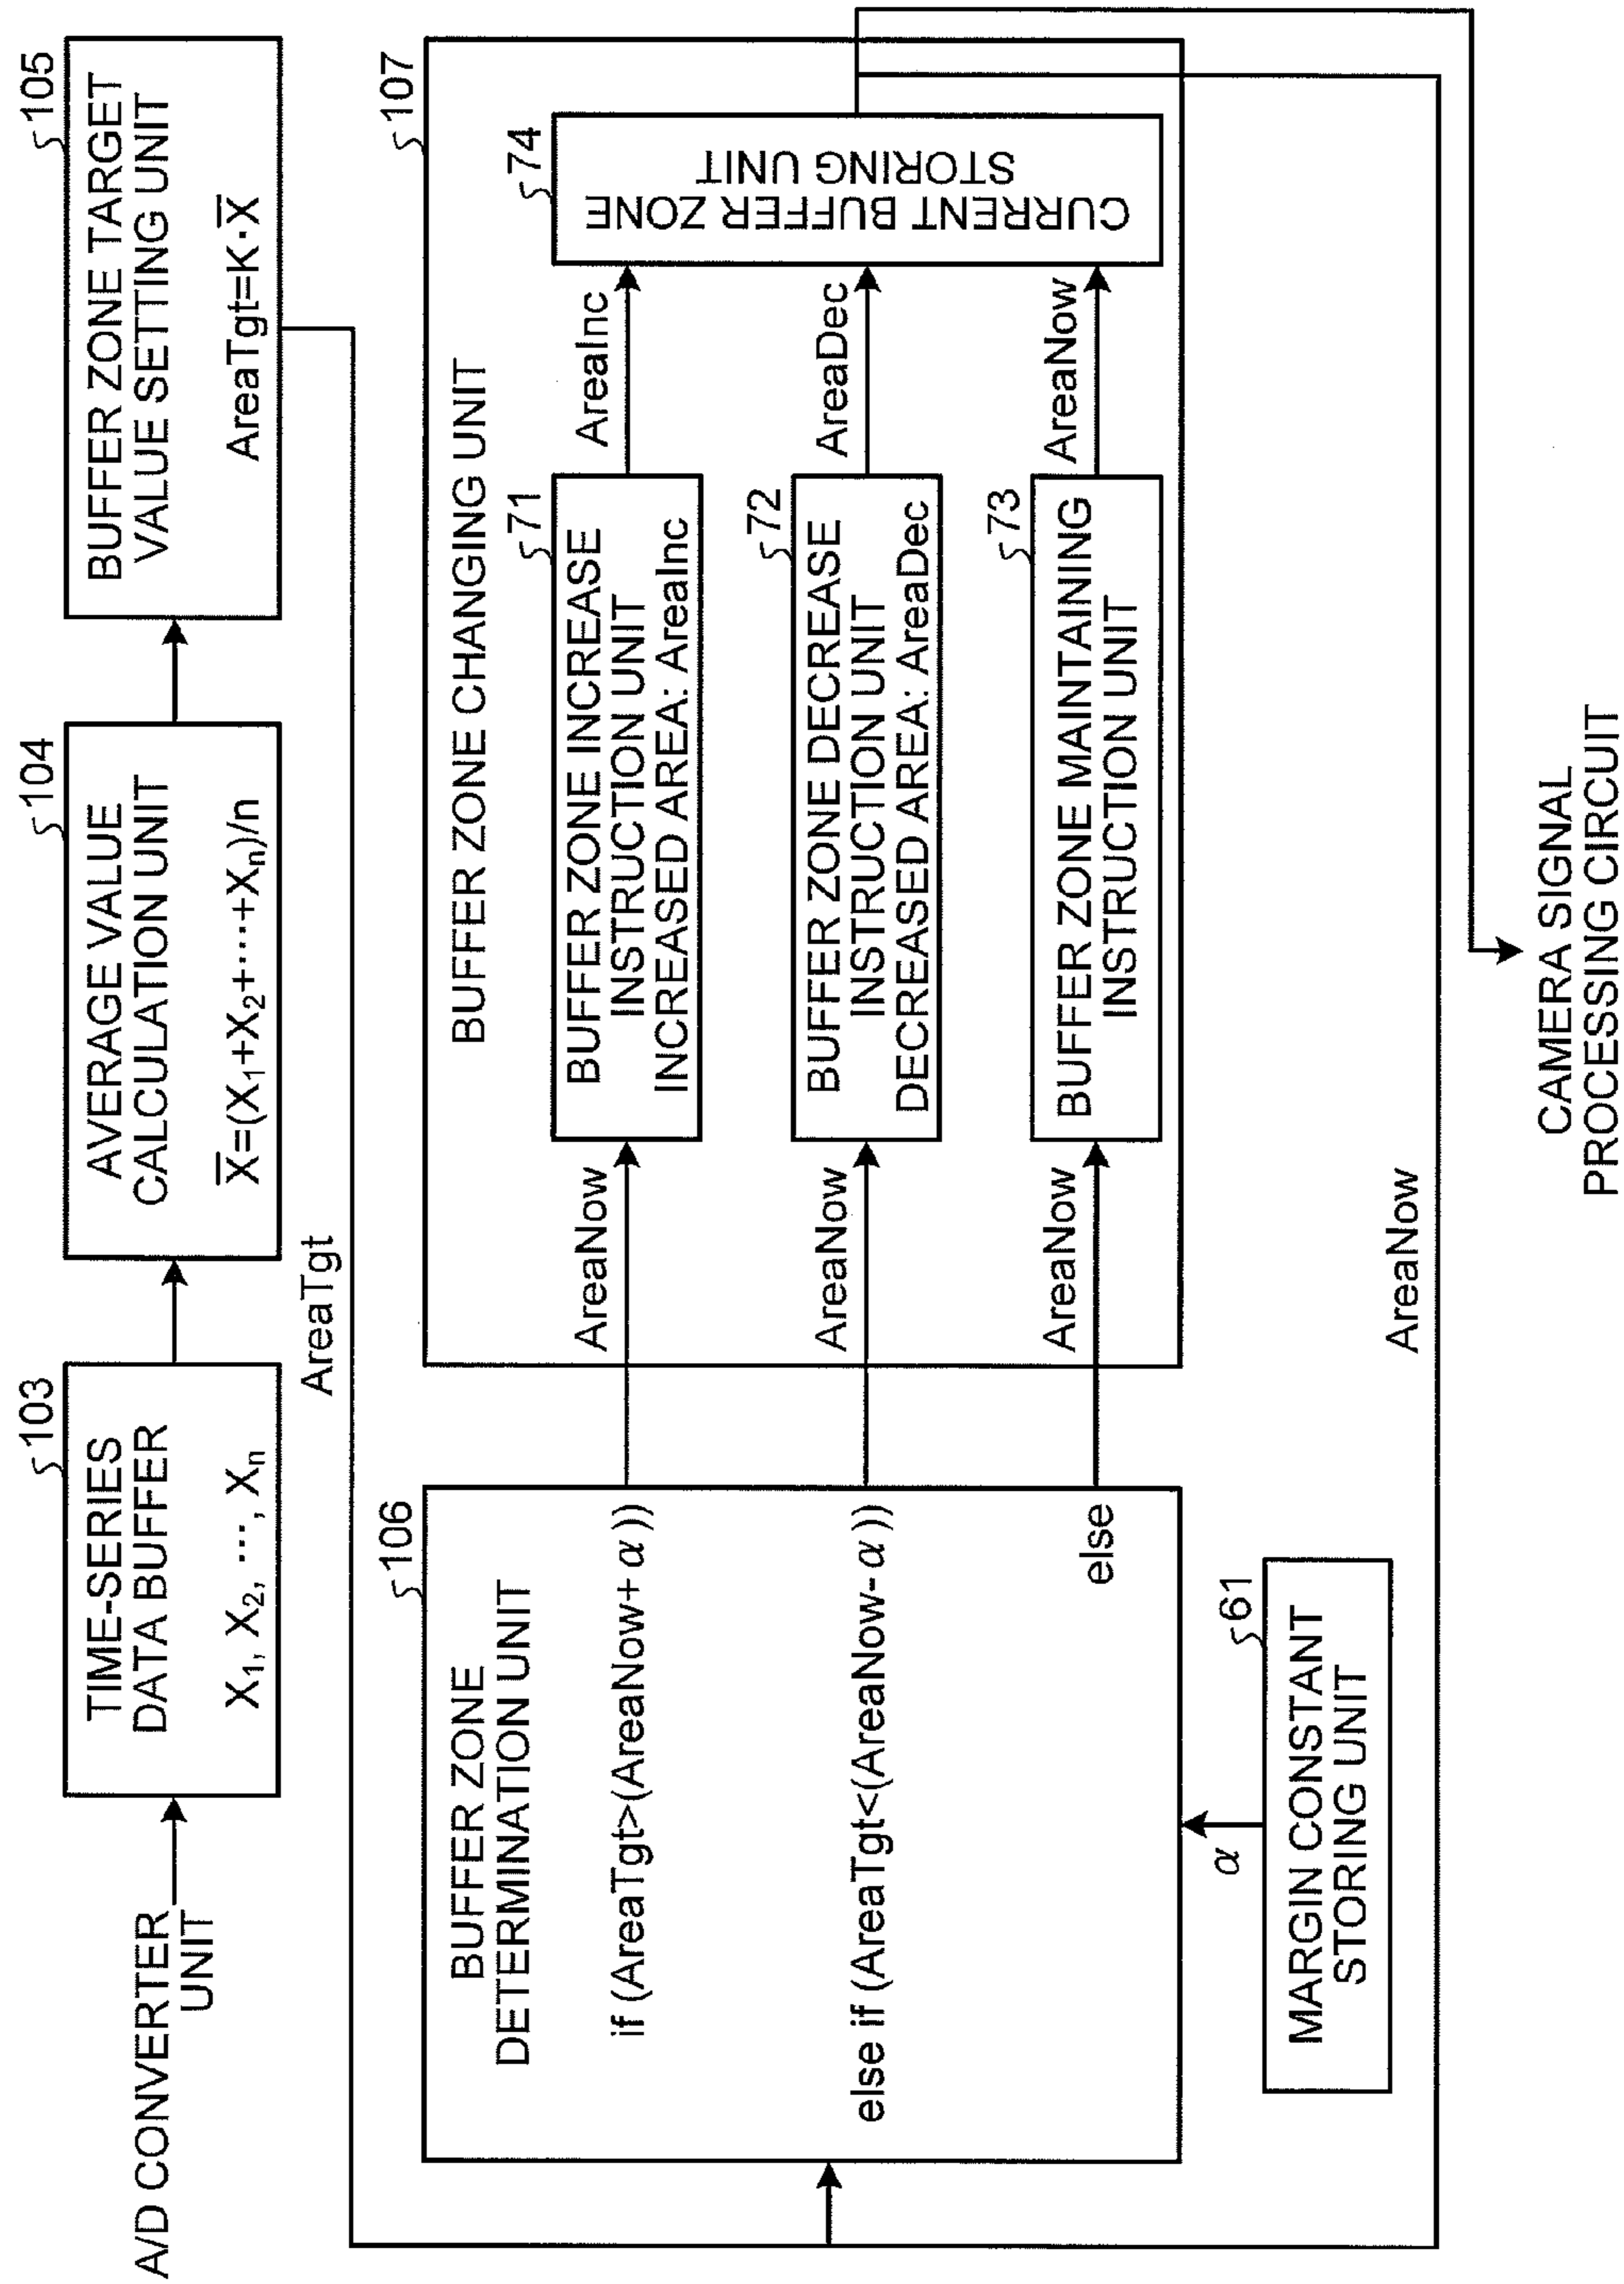 A/D CONVERTER
UNIT
103
TIME-SERIES
DATA BUFFER
X₁, X₂, ⋯, Xₙ
104
AVERAGE VALUE
CALCULATION UNIT
X̄=(X₁+X₂+⋯+Xₙ)/n
105
BUFFER ZONE TARGET
VALUE SETTING UNIT
AreaTgt=K·X̄
AreaTgt
106
BUFFER ZONE
DETERMINATION UNIT
if (AreaTgt>(AreaNow+α))
else if (AreaTgt<(AreaNow-α))
else
α
61
MARGIN CONSTANT
STORING UNIT
107
BUFFER ZONE CHANGING UNIT
AreaNow
71
BUFFER ZONE INCREASE
INSTRUCTION UNIT
INCREASED AREA: AreaInc
AreaInc
AreaNow
72
BUFFER ZONE DECREASE
INSTRUCTION UNIT
DECREASED AREA: AreaDec
AreaDec
AreaNow
73
BUFFER ZONE MAINTAINING
INSTRUCTION UNIT
AreaNow
74
CURRENT BUFFER ZONE
STORING UNIT
AreaNow
CAMERA SIGNAL
PROCESSING CIRCUIT